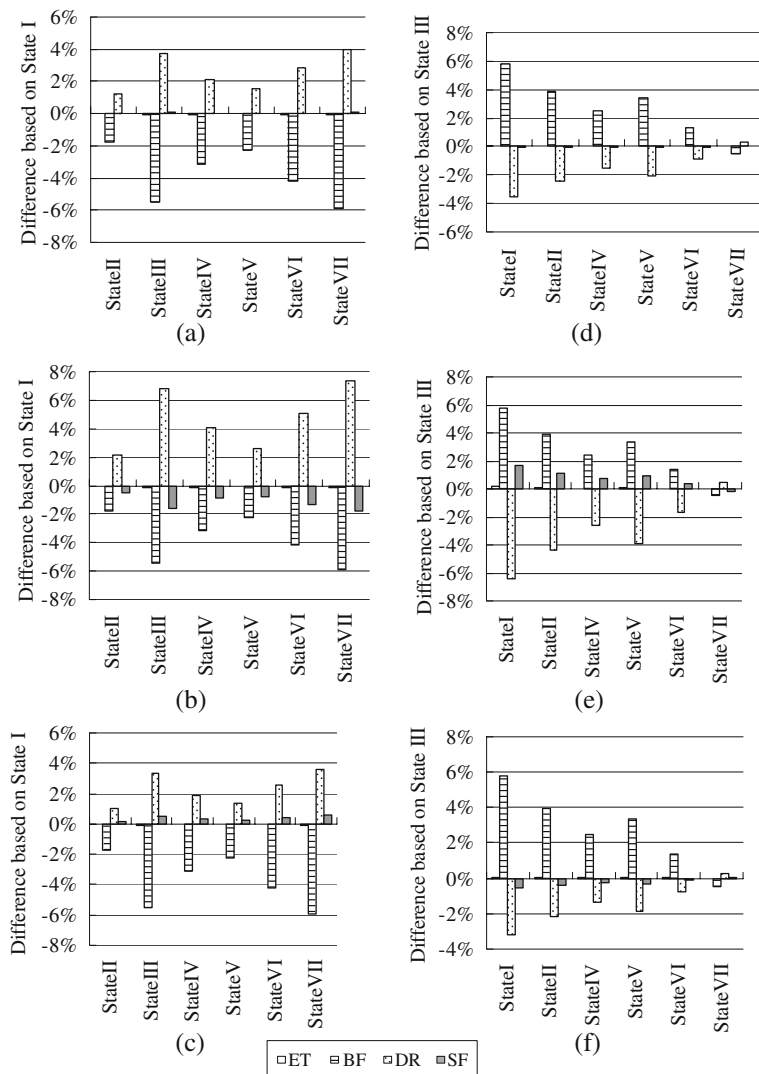 Difference based on State I
6%
4%
2%
0%
-2%
-4%
-6%
-8%
StateII
StateIII
StateIV
StateV
StateVI
StateVII
(a)
Difference based on State III
8%
6%
4%
2%
0%
-2%
-4%
-6%
StateI
StateII
StateIV
StateV
StateVI
StateVII
(d)
Difference based on State I
8%
6%
4%
2%
0%
-2%
-4%
-6%
-8%
StateII
StateIII
StateIV
StateV
StateVI
StateVII
(b)
Difference based on State III
8%
6%
4%
2%
0%
-2%
-4%
-6%
-8%
StateI
StateII
StateIV
StateV
StateVI
StateVII
(e)
Difference based on State I
6%
4%
2%
0%
-2%
-4%
-6%
-8%
StateII
StateIII
StateIV
StateV
StateVI
StateVII
(c)
Difference based on State III
8%
6%
4%
2%
0%
-2%
-4%
StateI
StateII
StateIV
StateV
StateVI
StateVII
(f)
ET BF DR SF